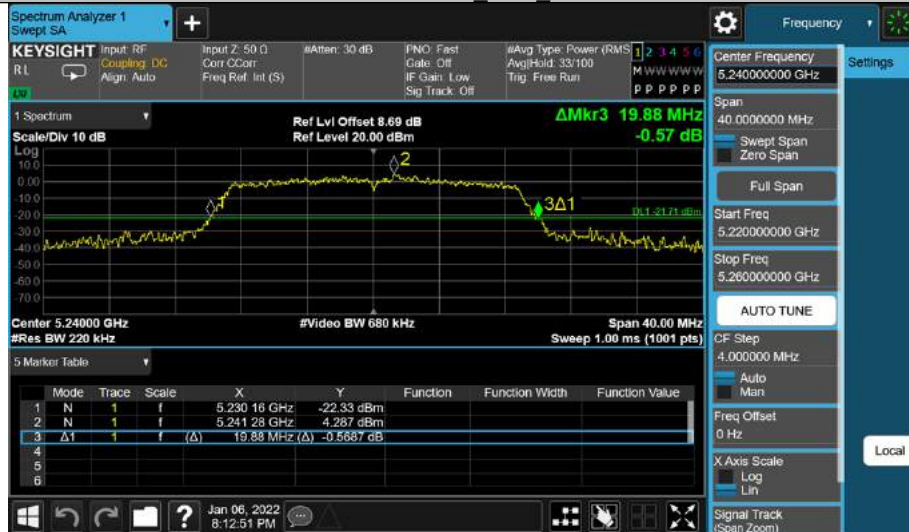 Spectrum Analyzer 1
Swept SA
+
Frequency
KEYSIGHT
RL
LXI
Input: RF
Coupling: DC
Align: Auto
Input Z: 50 Ω
Corr CCorr
Freq Ref: Int (S)
#Atten: 30 dB
PNO: Fast
Gate: Off
IF Gain: Low
Sig Track: Off
#Avg Type: Power (RMS
Avg|Hold: 33/100
Trig: Free Run
1 2 3 4 5 6
M W W W W W
P P P P P P
1 Spectrum
Scale/Div 10 dB
Ref Lvl Offset 8.69 dB
Ref Level 20.00 dBm
ΔMkr3 19.88 MHz
-0.57 dB
Log
10.0
0.00
-10.0
-20.0
-30.0
-40.0
-50.0
-60.0
-70.0
1
2
3Δ1
DL1 -21.71 dBm
Center 5.24000 GHz
#Res BW 220 kHz
#Video BW 680 kHz
Span 40.00 MHz
Sweep 1.00 ms (1001 pts)
5 Marker Table
Mode Trace Scale X Y Function Function Width Function Value
1 N 1 f 5.230 16 GHz -22.33 dBm
2 N 1 f 5.241 28 GHz 4.287 dBm
3 Δ1 1 f (Δ) 19.88 MHz (Δ) -0.5687 dB
4
5
6
Jan 06, 2022
8:12:51 PM
?
Center Frequency
5.240000000 GHz
Span
40.0000000 MHz
Swept Span
Zero Span
Full Span
Start Freq
5.220000000 GHz
Stop Freq
5.260000000 GHz
AUTO TUNE
CF Step
4.000000 MHz
Auto
Man
Freq Offset
0 Hz
X Axis Scale
Log
Lin
Signal Track
(Span Zoom)
Settings
Local